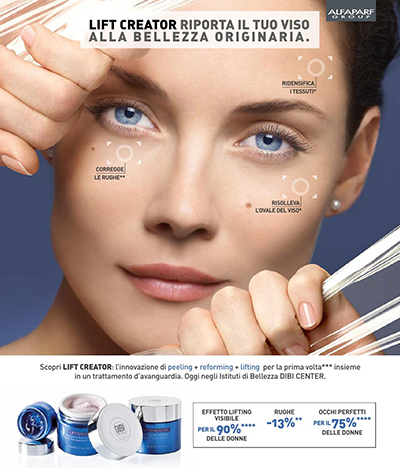 LIFT CREATOR RIPORTA IL TUO VISO
ALLA BELLEZZA ORIGINARIA.
ALFAPARF
GROUP
RIDENSIFICA
I TESSUTI*
CORREGGE
LE RUGHE**
RISOLLEVA
L'OVALE DEL VISO*
Scopri LIFT CREATOR: l'innovazione di peeling + reforming + lifting per la prima volta*** insieme
in un trattamento d'avanguardia. Oggi negli Istituti di Bellezza DIBI CENTER.
EFFETTO LIFTING
VISIBILE
PER IL 90%****
DELLE DONNE
RUGHE
-13%**
OCCHI PERFETTI
PER IL 75%****
DELLE DONNE
DIBI